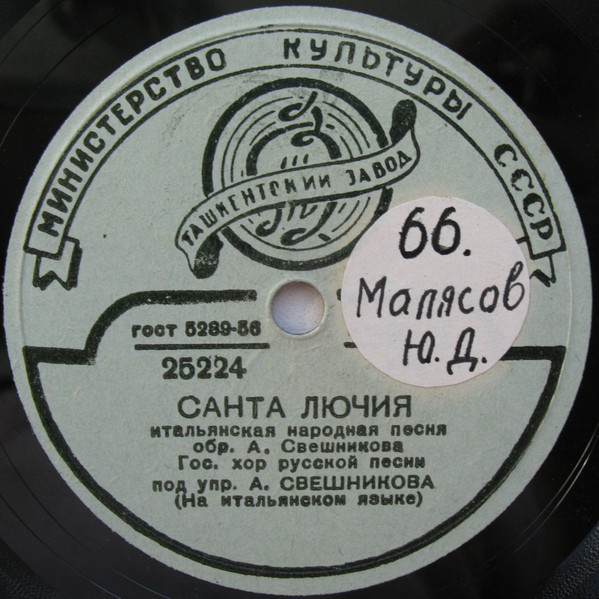 МИНИСТЕРСТВО КУЛЬТУРЫ СССР
ТАШКЕНТСКИЙ ЗАВОД
66.
Малясов
Ю.Д.
ГОСТ 5289-56
25224
САНТА ЛЮЧИЯ
итальянская народная песня
обр. А. Свешникова
Гос. хор русской песни
под упр. А. СВЕШНИКОВА
(На итальянском языке)